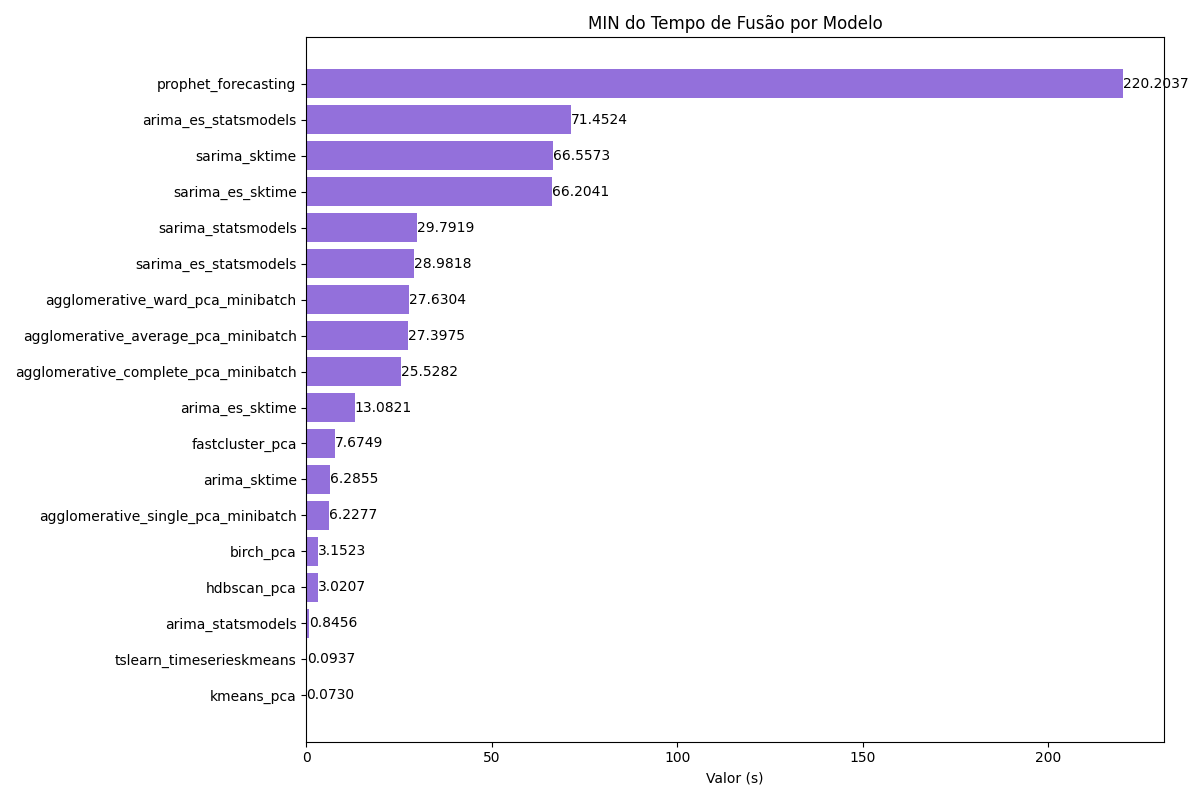 MIN do Tempo de Fusão por Modelo
prophet_forecasting 220.2037
arima_es_statsmodels 71.4524
sarima_sktime 66.5573
sarima_es_sktime 66.2041
sarima_statsmodels 29.7919
sarima_es_statsmodels 28.9818
agglomerative_ward_pca_minibatch 27.6304
agglomerative_average_pca_minibatch 27.3975
agglomerative_complete_pca_minibatch 25.5282
arima_es_sktime 13.0821
fastcluster_pca 7.6749
arima_sktime 6.2855
agglomerative_single_pca_minibatch 6.2277
birch_pca 3.1523
hdbscan_pca 3.0207
arima_statsmodels 0.8456
tslearn_timeserieskmeans 0.0937
kmeans_pca 0.0730
0 50 100 150 200
Valor (s)